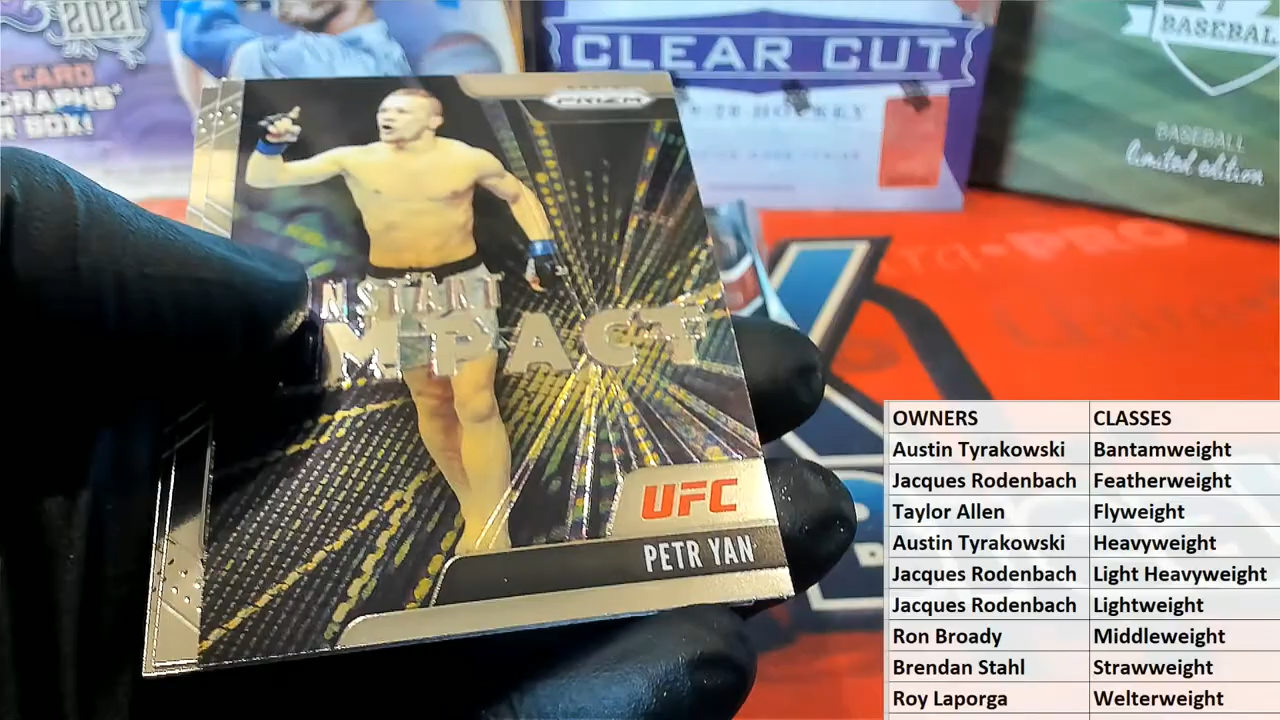 2021
CARD
GRAPHS*
R BOX!
CLEAR CUT
HOCKEY
BASEBALL
BASEBALL
limited edition
PRIZM
INSTANT
IMPACT
UFC
PETR YAN
PRO
OWNERS CLASSES
Austin Tyrakowski Bantamweight
Jacques Rodenbach Featherweight
Taylor Allen Flyweight
Austin Tyrakowski Heavyweight
Jacques Rodenbach Light Heavyweight
Jacques Rodenbach Lightweight
Ron Broady Middleweight
Brendan Stahl Strawweight
Roy Laporga Welterweight